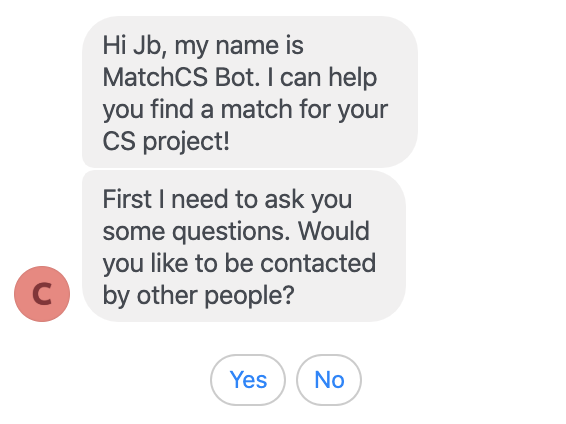 Hi Jb, my name is
MatchCS Bot. I can help
you find a match for your
CS project!
First I need to ask you
some questions. Would
you like to be contacted
by other people?
C
Yes No